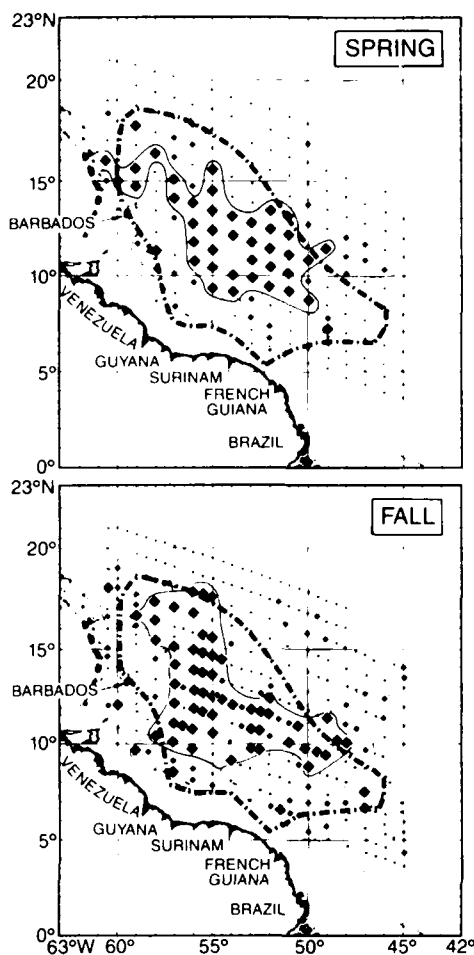 23°N
SPRING
20°
15°
BARBADOS
10°
VENEZUELA
GUYANA
SURINAM
5°
FRENCH
GUIANA
BRAZIL
0°
23°N
FALL
20°
15°
BARBADOS
10°
VENEZUELA
GUYANA
5°
SURINAM
FRENCH
GUIANA
BRAZIL
0°
63°W 60° 55° 50° 45° 42°